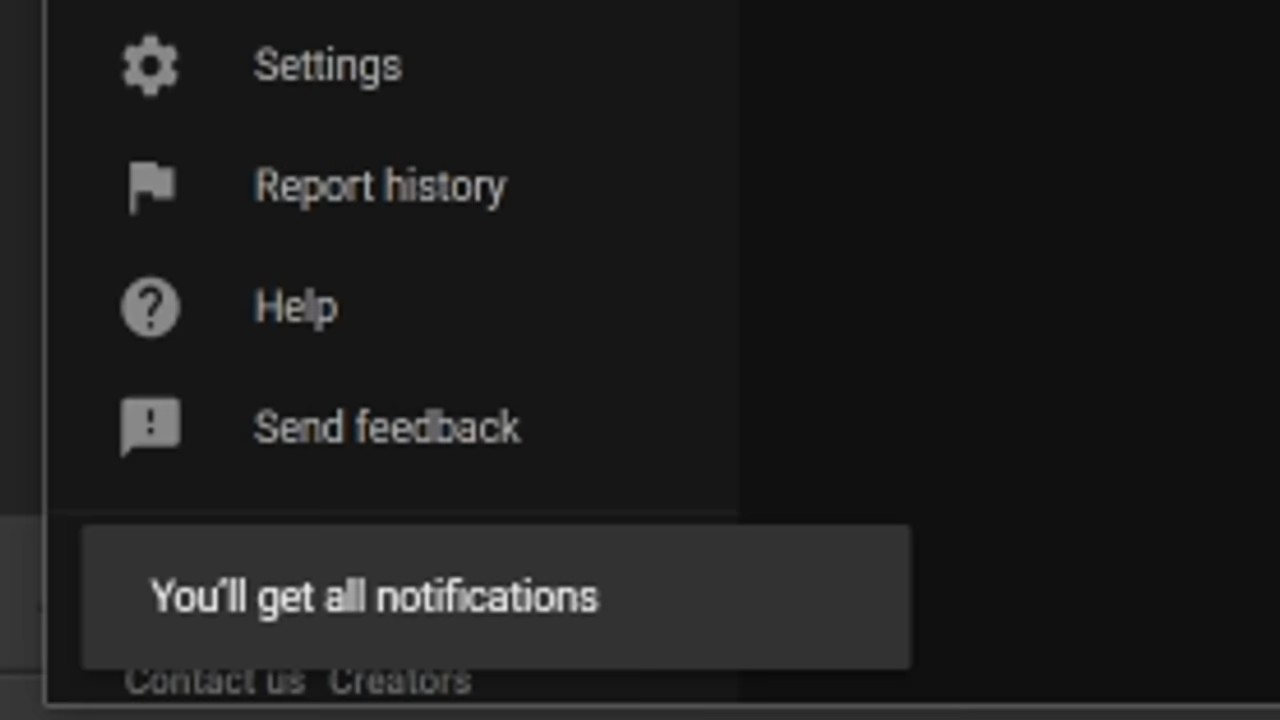 Settings
Report history
Help
Send feedback
You'll get all notifications
Contact us Creators